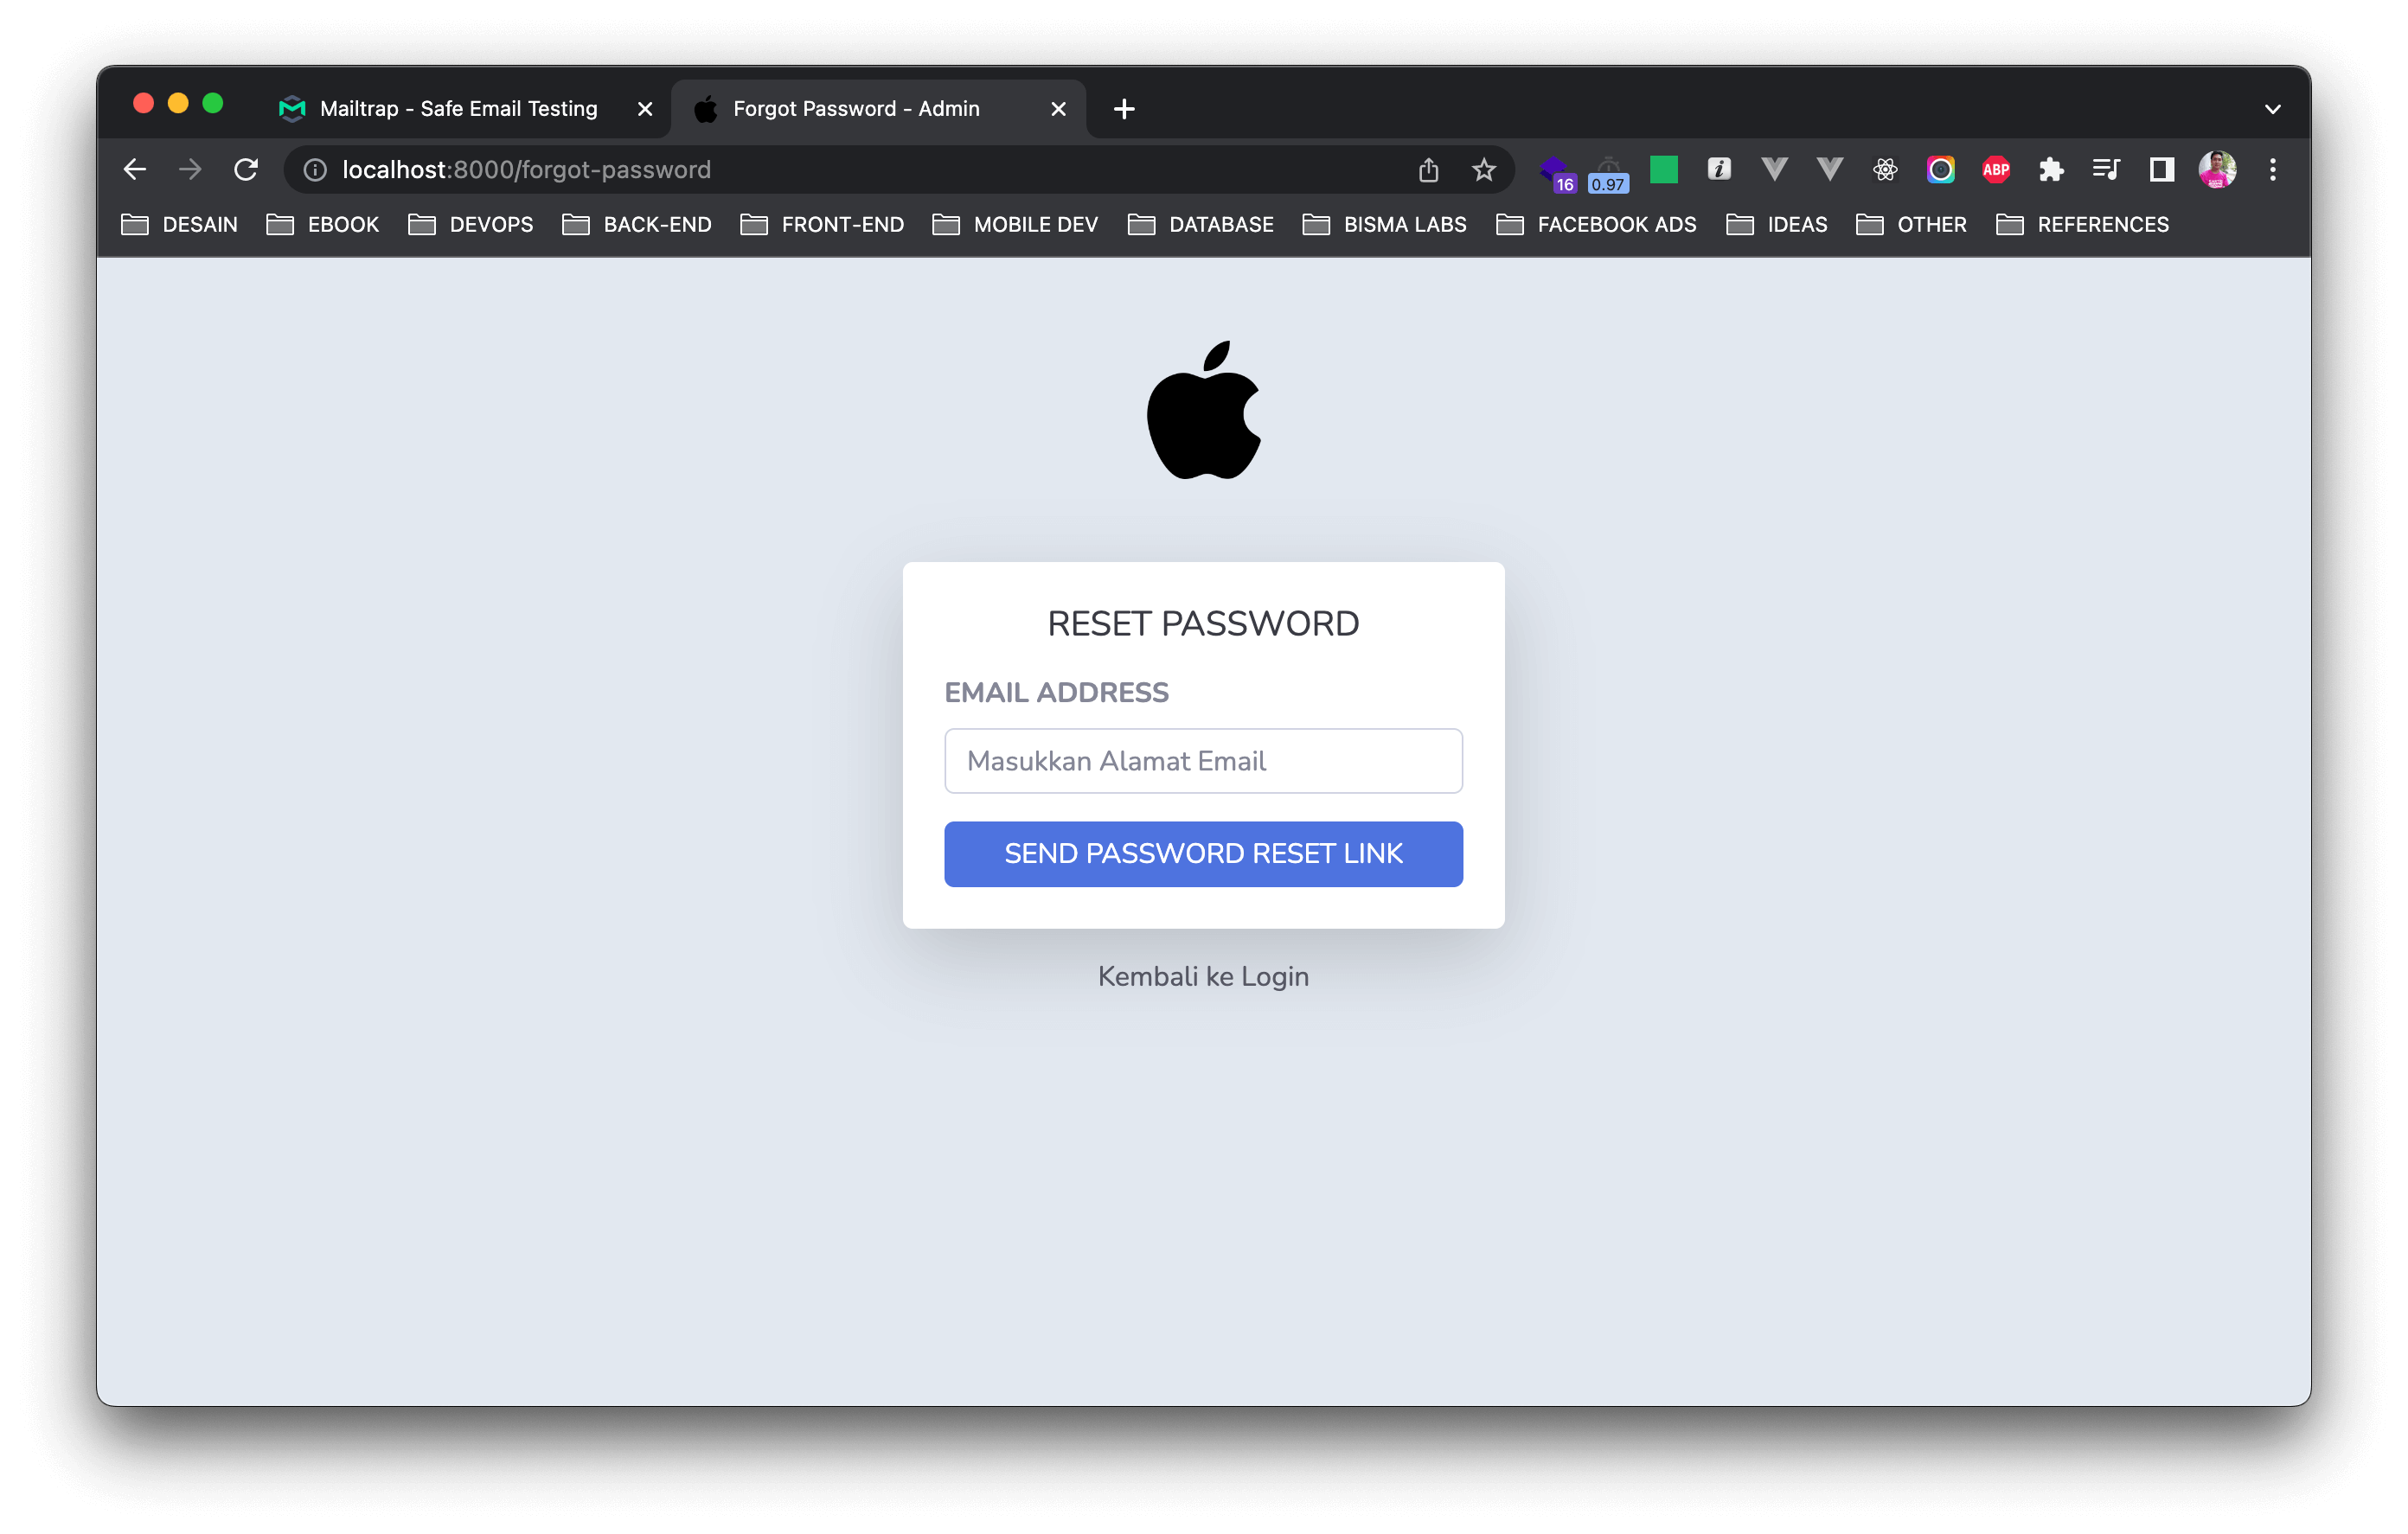 Mailtrap - Safe Email Testing Forgot Password - Admin
localhost:8000/forgot-password 16 0.97 i ABP
DESAIN EBOOK DEVOPS BACK-END FRONT-END MOBILE DEV DATABASE BISMA LABS FACEBOOK ADS IDEAS OTHER REFERENCES
RESET PASSWORD
EMAIL ADDRESS
Masukkan Alamat Email
SEND PASSWORD RESET LINK
Kembali ke Login